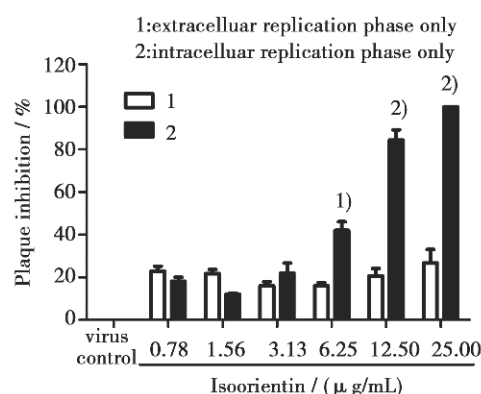 1:extracelluar replication phase only
2:intracelluar replication phase only
120
100
80
60
40
20
0
Plaque inhibition / %
1
2
1)
2)
2)
virus
control
0.78 1.56 3.13 6.25 12.50 25.00
Isoorientin / ( μ g/mL)